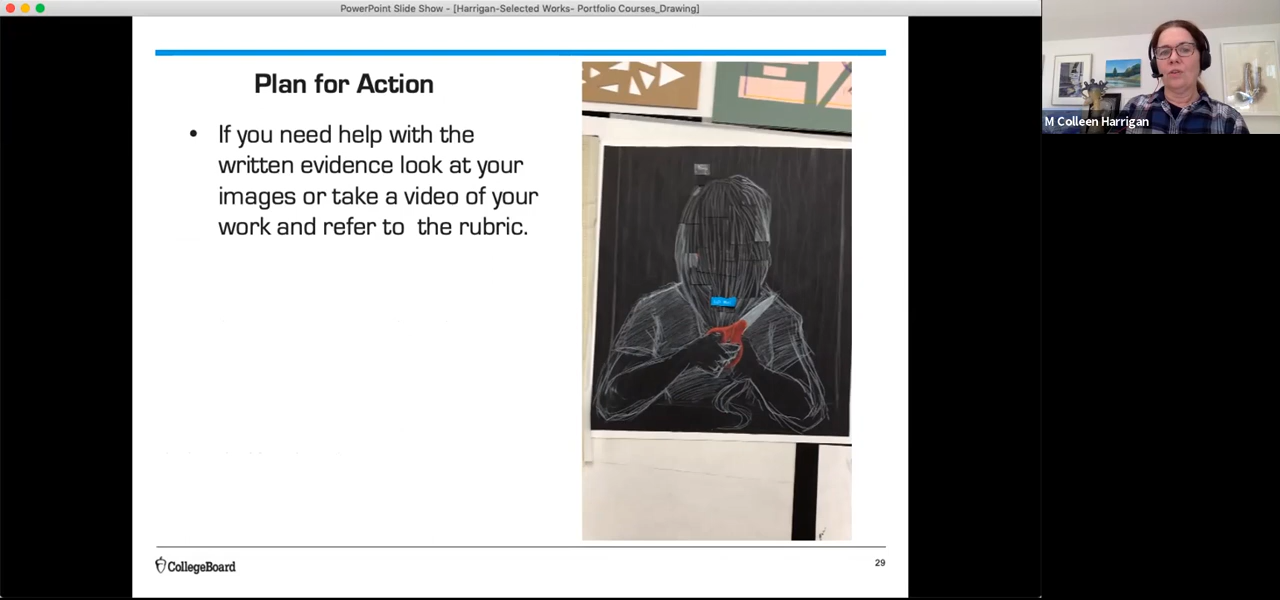 PowerPoint Slide Show - [Harrigan-Selected Works- Portfolio Courses_Drawing]
M Colleen Harrigan
Plan for Action
• If you need help with the
written evidence look at your
images or take a video of your
work and refer to  the rubric.
CollegeBoard
29